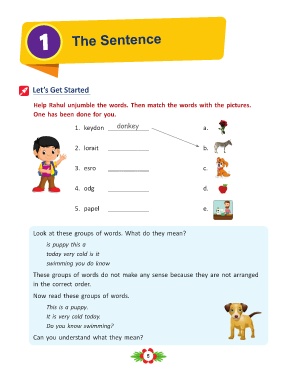 1
The Sentence
Let's Get Started
Help Rahul unjumble the words. Then match the words with the pictures.
One has been done for you.
1. keydon donkey a.
2. lorait b.
3. esro c.
4. odg d.
5. papel e.
Look at these groups of words. What do they mean?
is puppy this a
today very cold is it
swimming you do know
These groups of words do not make any sense because they are not arranged
in the correct order.
Now read these groups of words.
This is a puppy.
It is very cold today.
Do you know swimming?
Can you understand what they mean?